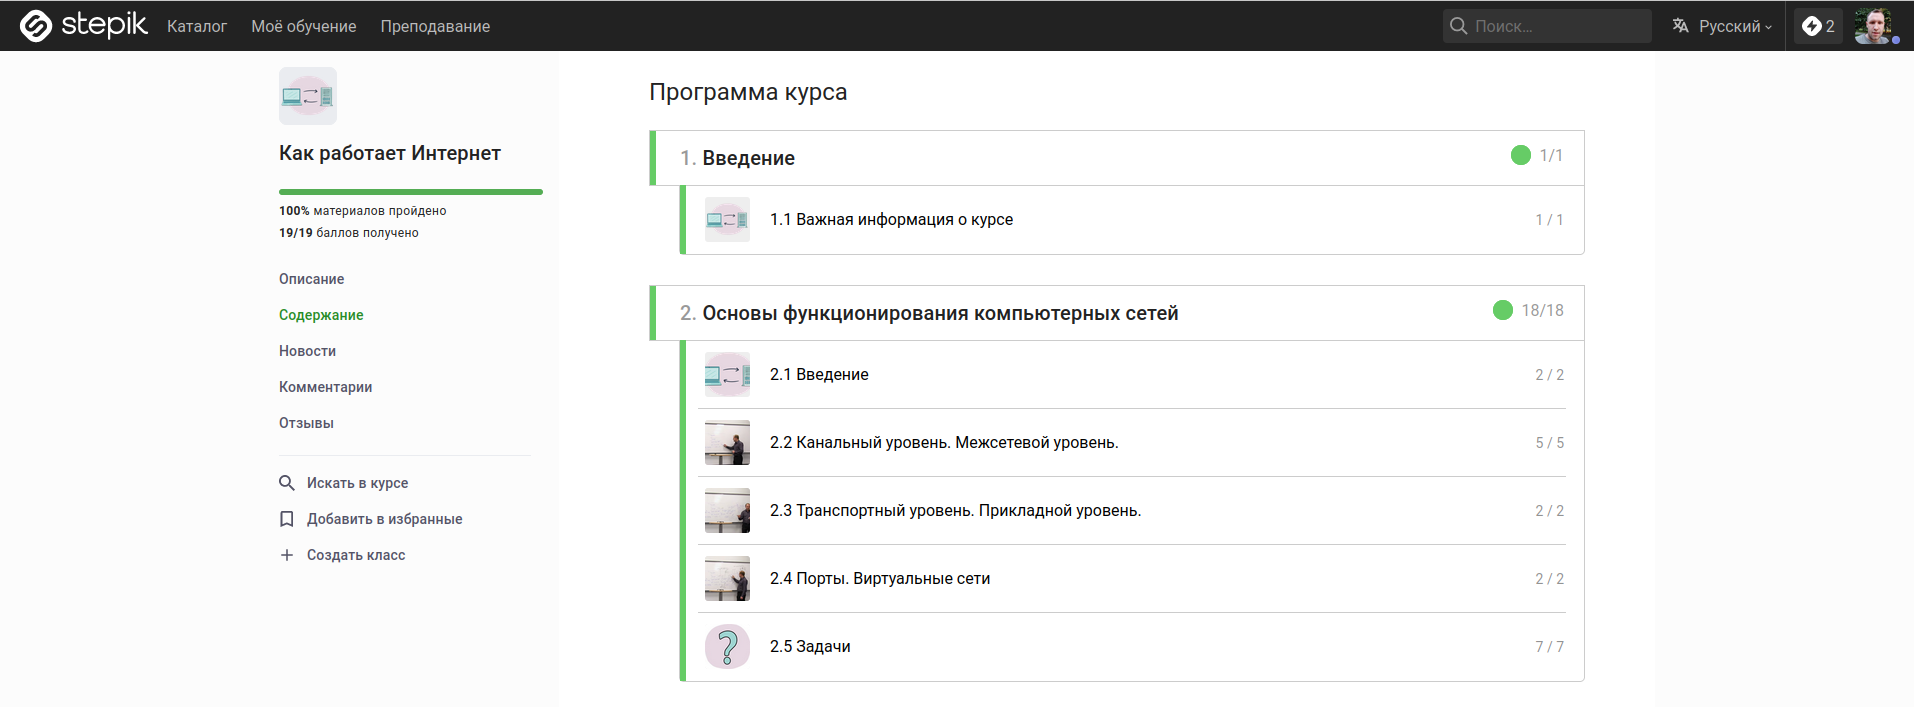 stepik Каталог Моё обучение Преподавание Поиск... Русский 2
Как работает Интернет
100% материалов пройдено
19/19 баллов получено
Описание
Содержание
Новости
Комментарии
Отзывы
Искать в курсе
Добавить в избранные
Создать класс
Программа курса
1. Введение 1/1
1.1 Важная информация о курсе 1 / 1
2. Основы функционирования компьютерных сетей 18/18
2.1 Введение 2 / 2
2.2 Канальный уровень. Межсетевой уровень. 5 / 5
2.3 Транспортный уровень. Прикладной уровень. 2 / 2
2.4 Порты. Виртуальные сети 2 / 2
2.5 Задачи 7 / 7